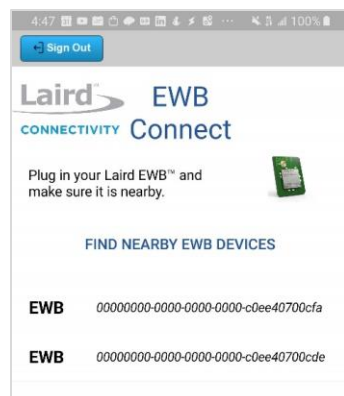 4:47 100%
Sign Out
Laird™ EWB
CONNECTIVITY Connect
Plug in your Laird EWB™ and
make sure it is nearby.
FIND NEARBY EWB DEVICES
EWB 00000000-0000-0000-0000-c0ee40700cfa
EWB 00000000-0000-0000-0000-c0ee40700cde